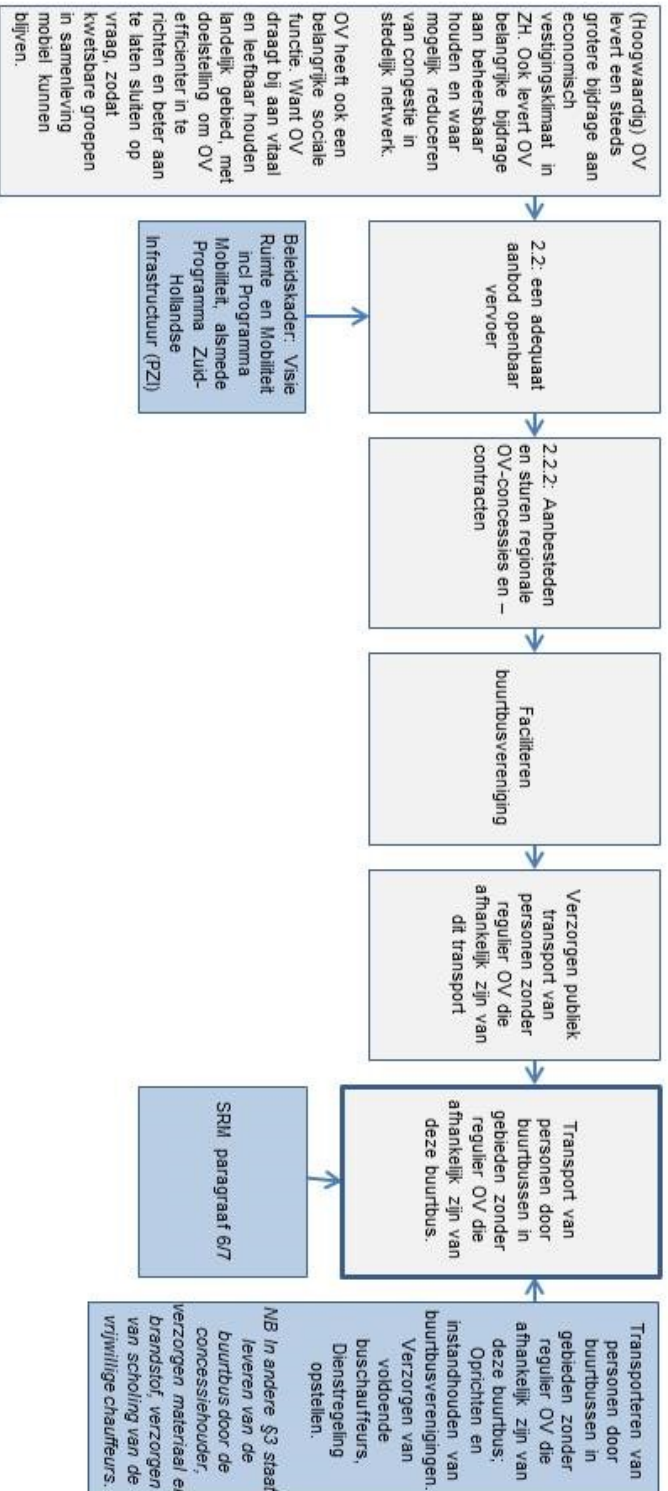 (Hoogwaardig) OV
levert een steeds
grotere bijdrage aan
economisch
vestigingsklimaat in
ZH. Ook levert OV
belangrijke bijdrage
aan beheersbaar
houden en waar
mogelijk reduceren
van congestie in
stedelijk netwerk.
OV heeft ook een
belangrijke sociale
functie. Want OV
draagt bij aan vitaal
en leefbaar houden
landelijk gebied, met
doelstelling om OV
efficienter in te
richten en beter aan
te laten sluiten op
vraag, zodat
kwetsbare groepen
in samenleving
mobiel kunnen
blijven.
2.2: een adequaat
aanbod openbaar
vervoer
Beleidskader: Visie
Ruimte en Mobiliteit
incl Programma
Mobiliteit, alsmede
Programma Zuid-
Hollandse
Infrastructuur (PZI)
2.2.2: Aanbesteden
en sturen regionale
OV-concessies en –
contracten
Faciliteren
buurtbusvereniging
Verzorgen publiek
transport van
personen zonder
regulier OV die
afhankelijk zijn van
dit transport
Transport van
personen door
buurtbussen in
gebieden zonder
regulier OV die
afhankelijk zijn van
deze buurtbus.
SRM paragraaf 6/7
Transporteren van
personen door
buurtbussen in
gebieden zonder
regulier OV die
afhankelijk zijn van
deze buurtbus;
Oprichten en
instandhouden van
buurtbusverenigingen.
Verzorgen van
voldoende
buschauffeurs,
Dienstregeling
opstellen.
NB In andere §3 staat
leveren van de
buurtbus door de
concessiehouder,
verzorgen materiaal e
brandstof, verzorgen
van scholing van de
vrijwillige chauffeurs.